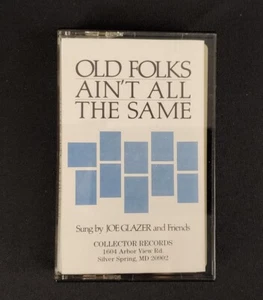 OLD FOLKS
AIN'T ALL
THE SAME
Sung by JOE GLAZER and Friends
COLLECTOR RECORDS
1604 Arbor View Rd.
Silver Spring, MD 20902